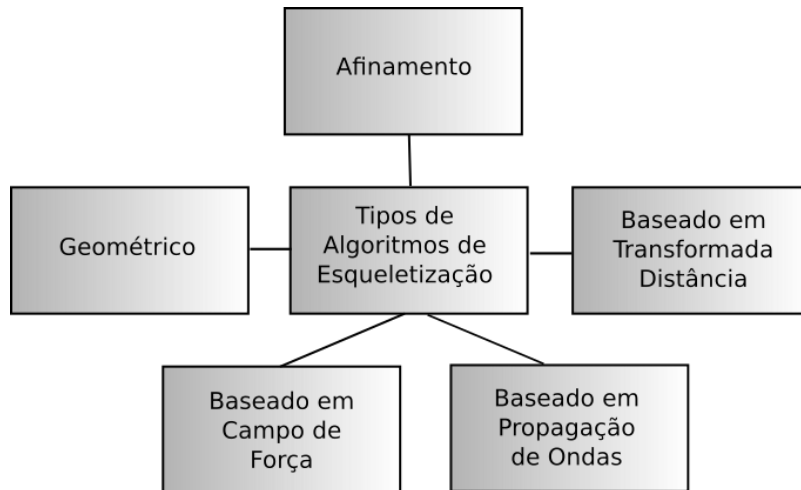 Afinamento
Geométrico
Tipos de
Algoritmos de
Esqueletização
Baseado em
Transformada
Distância
Baseado em
Campo de
Força
Baseado em
Propagação
de Ondas